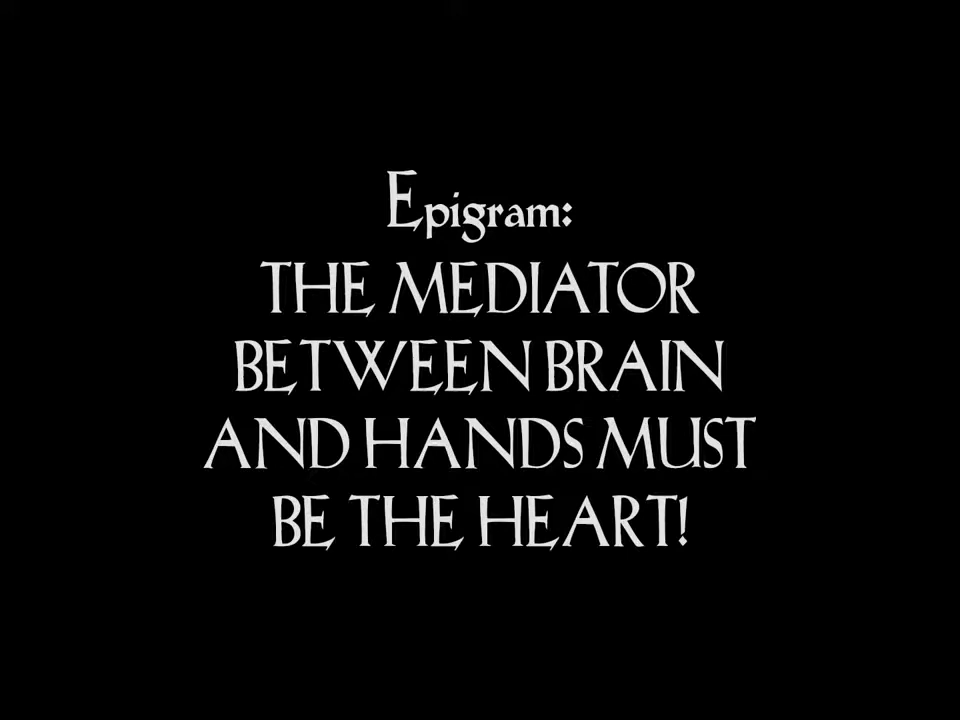 Epigram:
THE MEDIATOR
BETWEEN BRAIN
AND HANDS MUST
BE THE HEART!